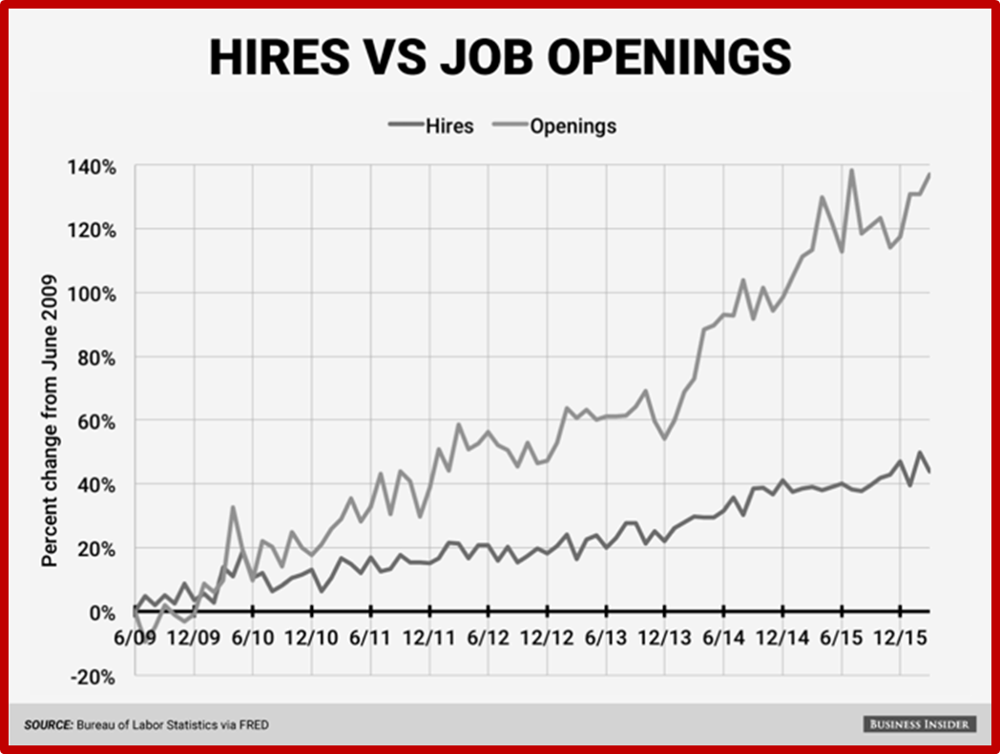 HIRES VS JOB OPENINGS
Hires Openings
140%
120%
100%
80%
60%
40%
20%
0%
-20%
Percent change from June 2009
6/09 12/09 6/10 12/10 6/11 12/11 6/12 12/12 6/13 12/13 6/14 12/14 6/15 12/15
SOURCE: Bureau of Labor Statistics via FRED
BUSINESS INSIDER